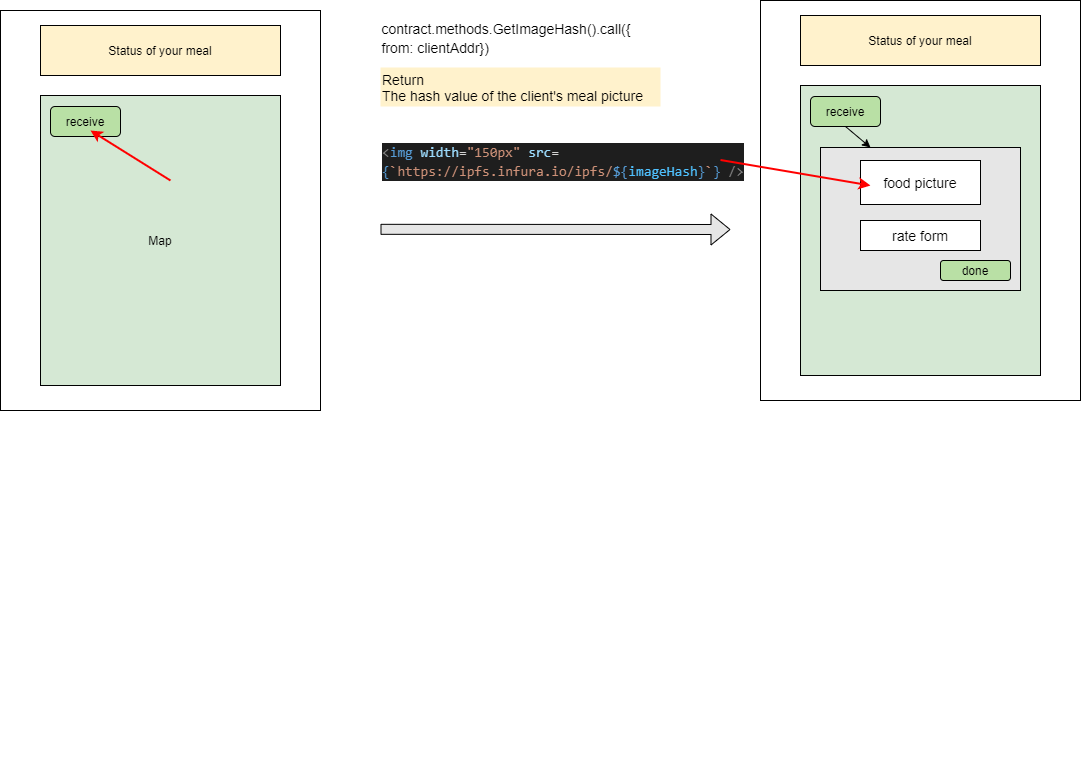 Status of your meal
receive
Map
contract.methods.GetImageHash().call({
from: clientAddr})
Return
The hash value of the client's meal picture
<img width="150px" src=
{`https://ipfs.infura.io/ipfs/${imageHash}`} />
Status of your meal
receive
food picture
rate form
done